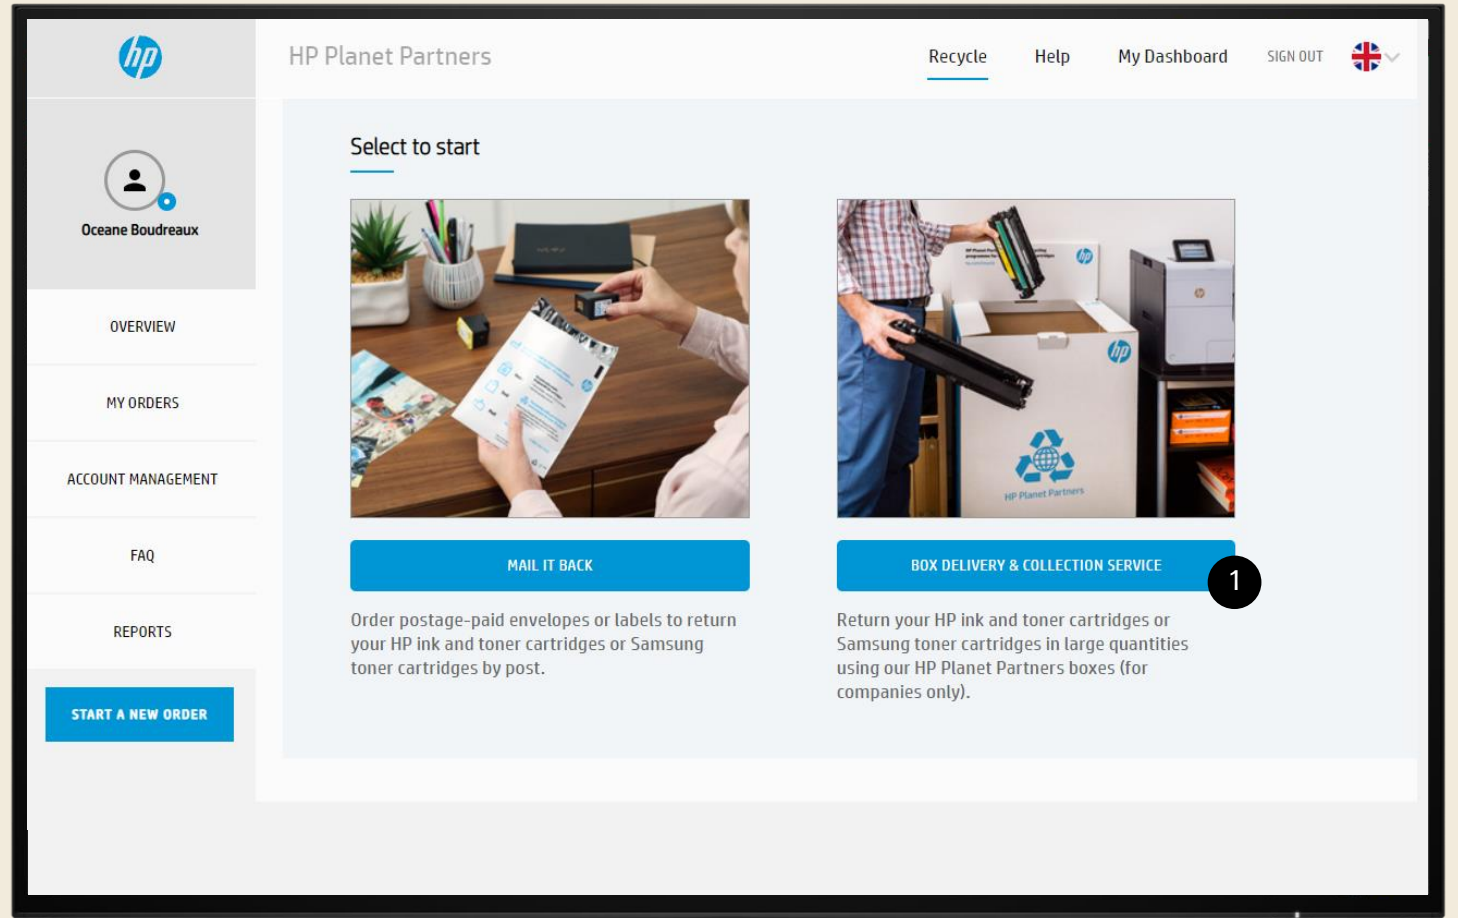 hp
HP Planet Partners
Recycle
Help
My Dashboard
SIGN OUT
Oceane Boudreaux
OVERVIEW
MY ORDERS
ACCOUNT MANAGEMENT
FAQ
REPORTS
START A NEW ORDER
Select to start
hp
hp
HP Planet Partners
MAIL IT BACK
Order postage-paid envelopes or labels to return
your HP ink and toner cartridges or Samsung
toner cartridges by post.
BOX DELIVERY & COLLECTION SERVICE
1
Return your HP ink and toner cartridges or
Samsung toner cartridges in large quantities
using our HP Planet Partners boxes (for
companies only).